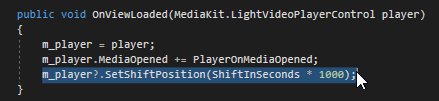 public void OnViewLoaded(MediaKit.LightVideoPlayerControl player)
{
m_player = player;
m_player.MediaOpened += PlayerOnMediaOpened;
m_player?.SetShiftPosition(ShiftInSeconds * 1000);
}